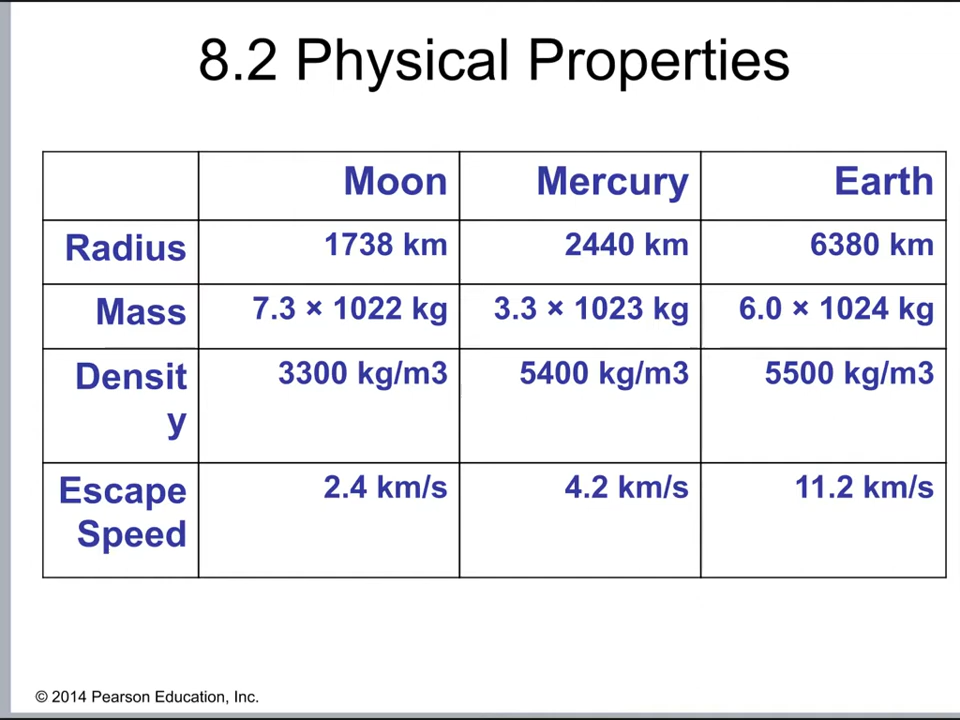 8.2 Physical Properties
Moon Mercury Earth
Radius 1738 km 2440 km 6380 km
Mass 7.3 × 1022 kg 3.3 × 1023 kg 6.0 × 1024 kg
Densit 3300 kg/m3 5400 kg/m3 5500 kg/m3
y
Escape 2.4 km/s 4.2 km/s 11.2 km/s
Speed
© 2014 Pearson Education, Inc.